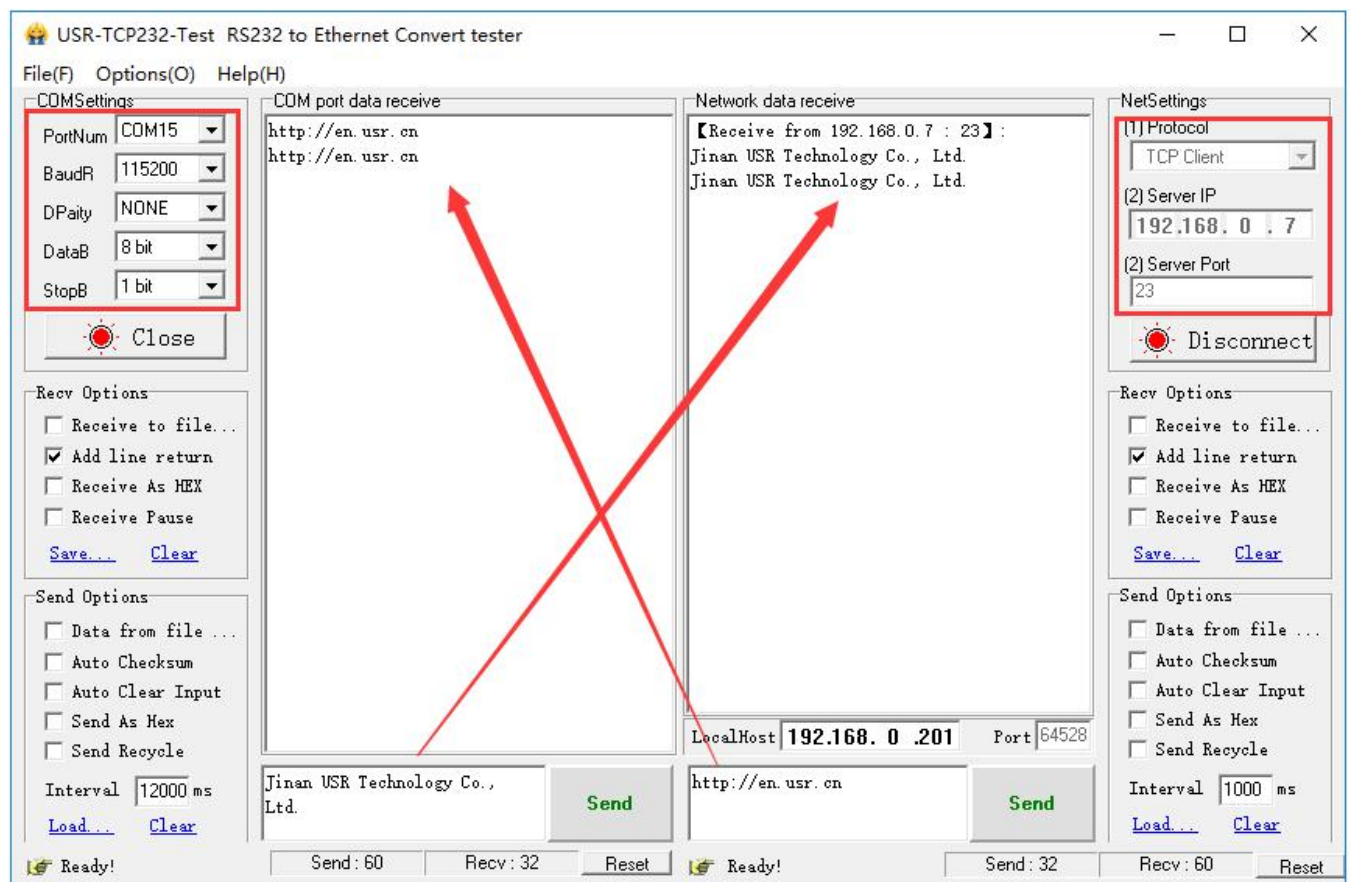 USR-TCP232-Test RS232 to Ethernet Convert tester
File(F) Options(O) Help(H)
COMSettings
PortNum COM15
BaudR 115200
DPaity NONE
DataB 8 bit
StopB 1 bit
Close
Recv Options
Receive to file...
Add line return
Receive As HEX
Receive Pause
Save... Clear
Send Options
Data from file ...
Auto Checksum
Auto Clear Input
Send As Hex
Send Recycle
Interval 12000 ms
Load... Clear
Ready!
COM port data receive
http://en.usr.cn
http://en.usr.cn
Jinan USR Technology Co.,
Ltd.
Send
Send : 60 Recv : 32 Reset
Network data receive
【Receive from 192.168.0.7 : 23】:
Jinan USR Technology Co., Ltd.
Jinan USR Technology Co., Ltd.
LocalHost 192.168. 0 .201 Port 64528
http://en.usr.cn
Send
Ready! Send : 32 Recv : 60 Reset
NetSettings
(1) Protocol
TCP Client
(2) Server IP
192.168. 0 . 7
(2) Server Port
23
Disconnect
Recv Options
Receive to file...
Add line return
Receive As HEX
Receive Pause
Save... Clear
Send Options
Data from file ...
Auto Checksum
Auto Clear Input
Send As Hex
Send Recycle
Interval 1000 ms
Load... Clear